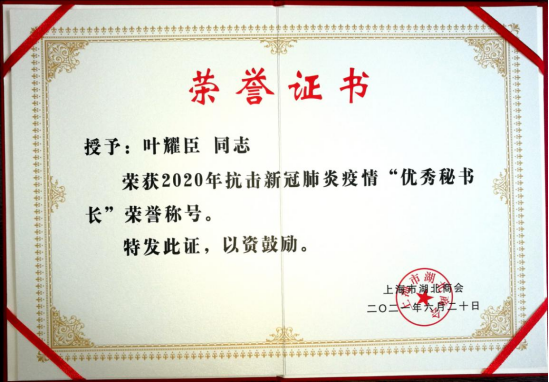 荣誉证书
授予：叶耀臣 同志
荣获2020年抗击新冠肺炎疫情“优秀秘书
长”荣誉称号。
特发此证，以资鼓励。
上海市湖北商会
二〇二一年六月二十日